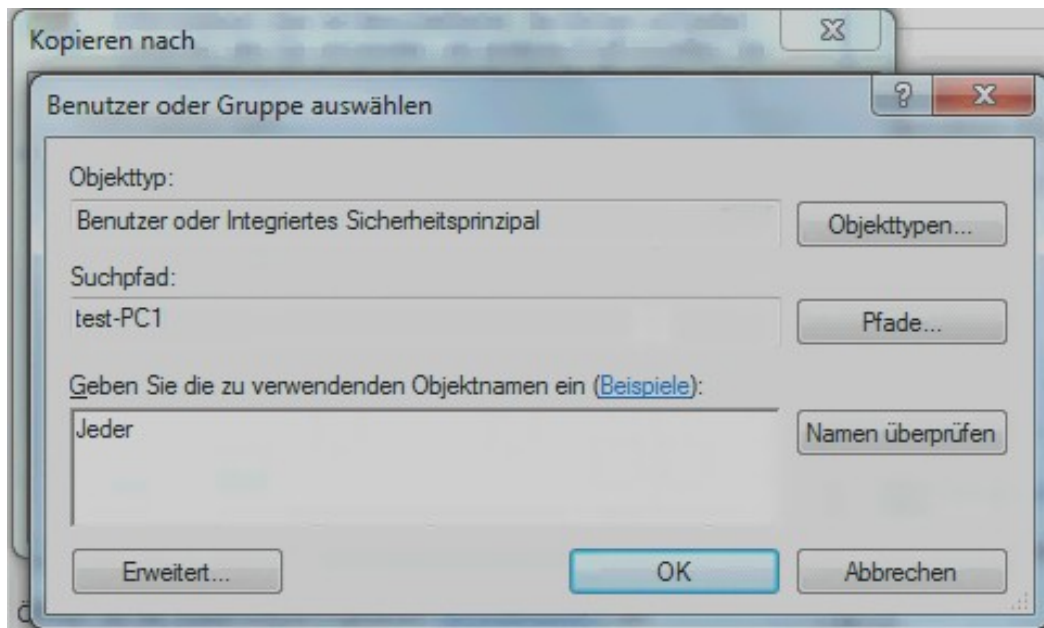 Kopieren nach
Benutzer oder Gruppe auswählen
?
Objekttyp:
Benutzer oder Integriertes Sicherheitsprinzipal
Objekttypen...
Suchpfad:
test-PC1
Pfade...
Geben Sie die zu verwendenden Objektnamen ein (Beispiele):
Jeder
Namen überprüfen
Erweitert...
OK
Abbrechen